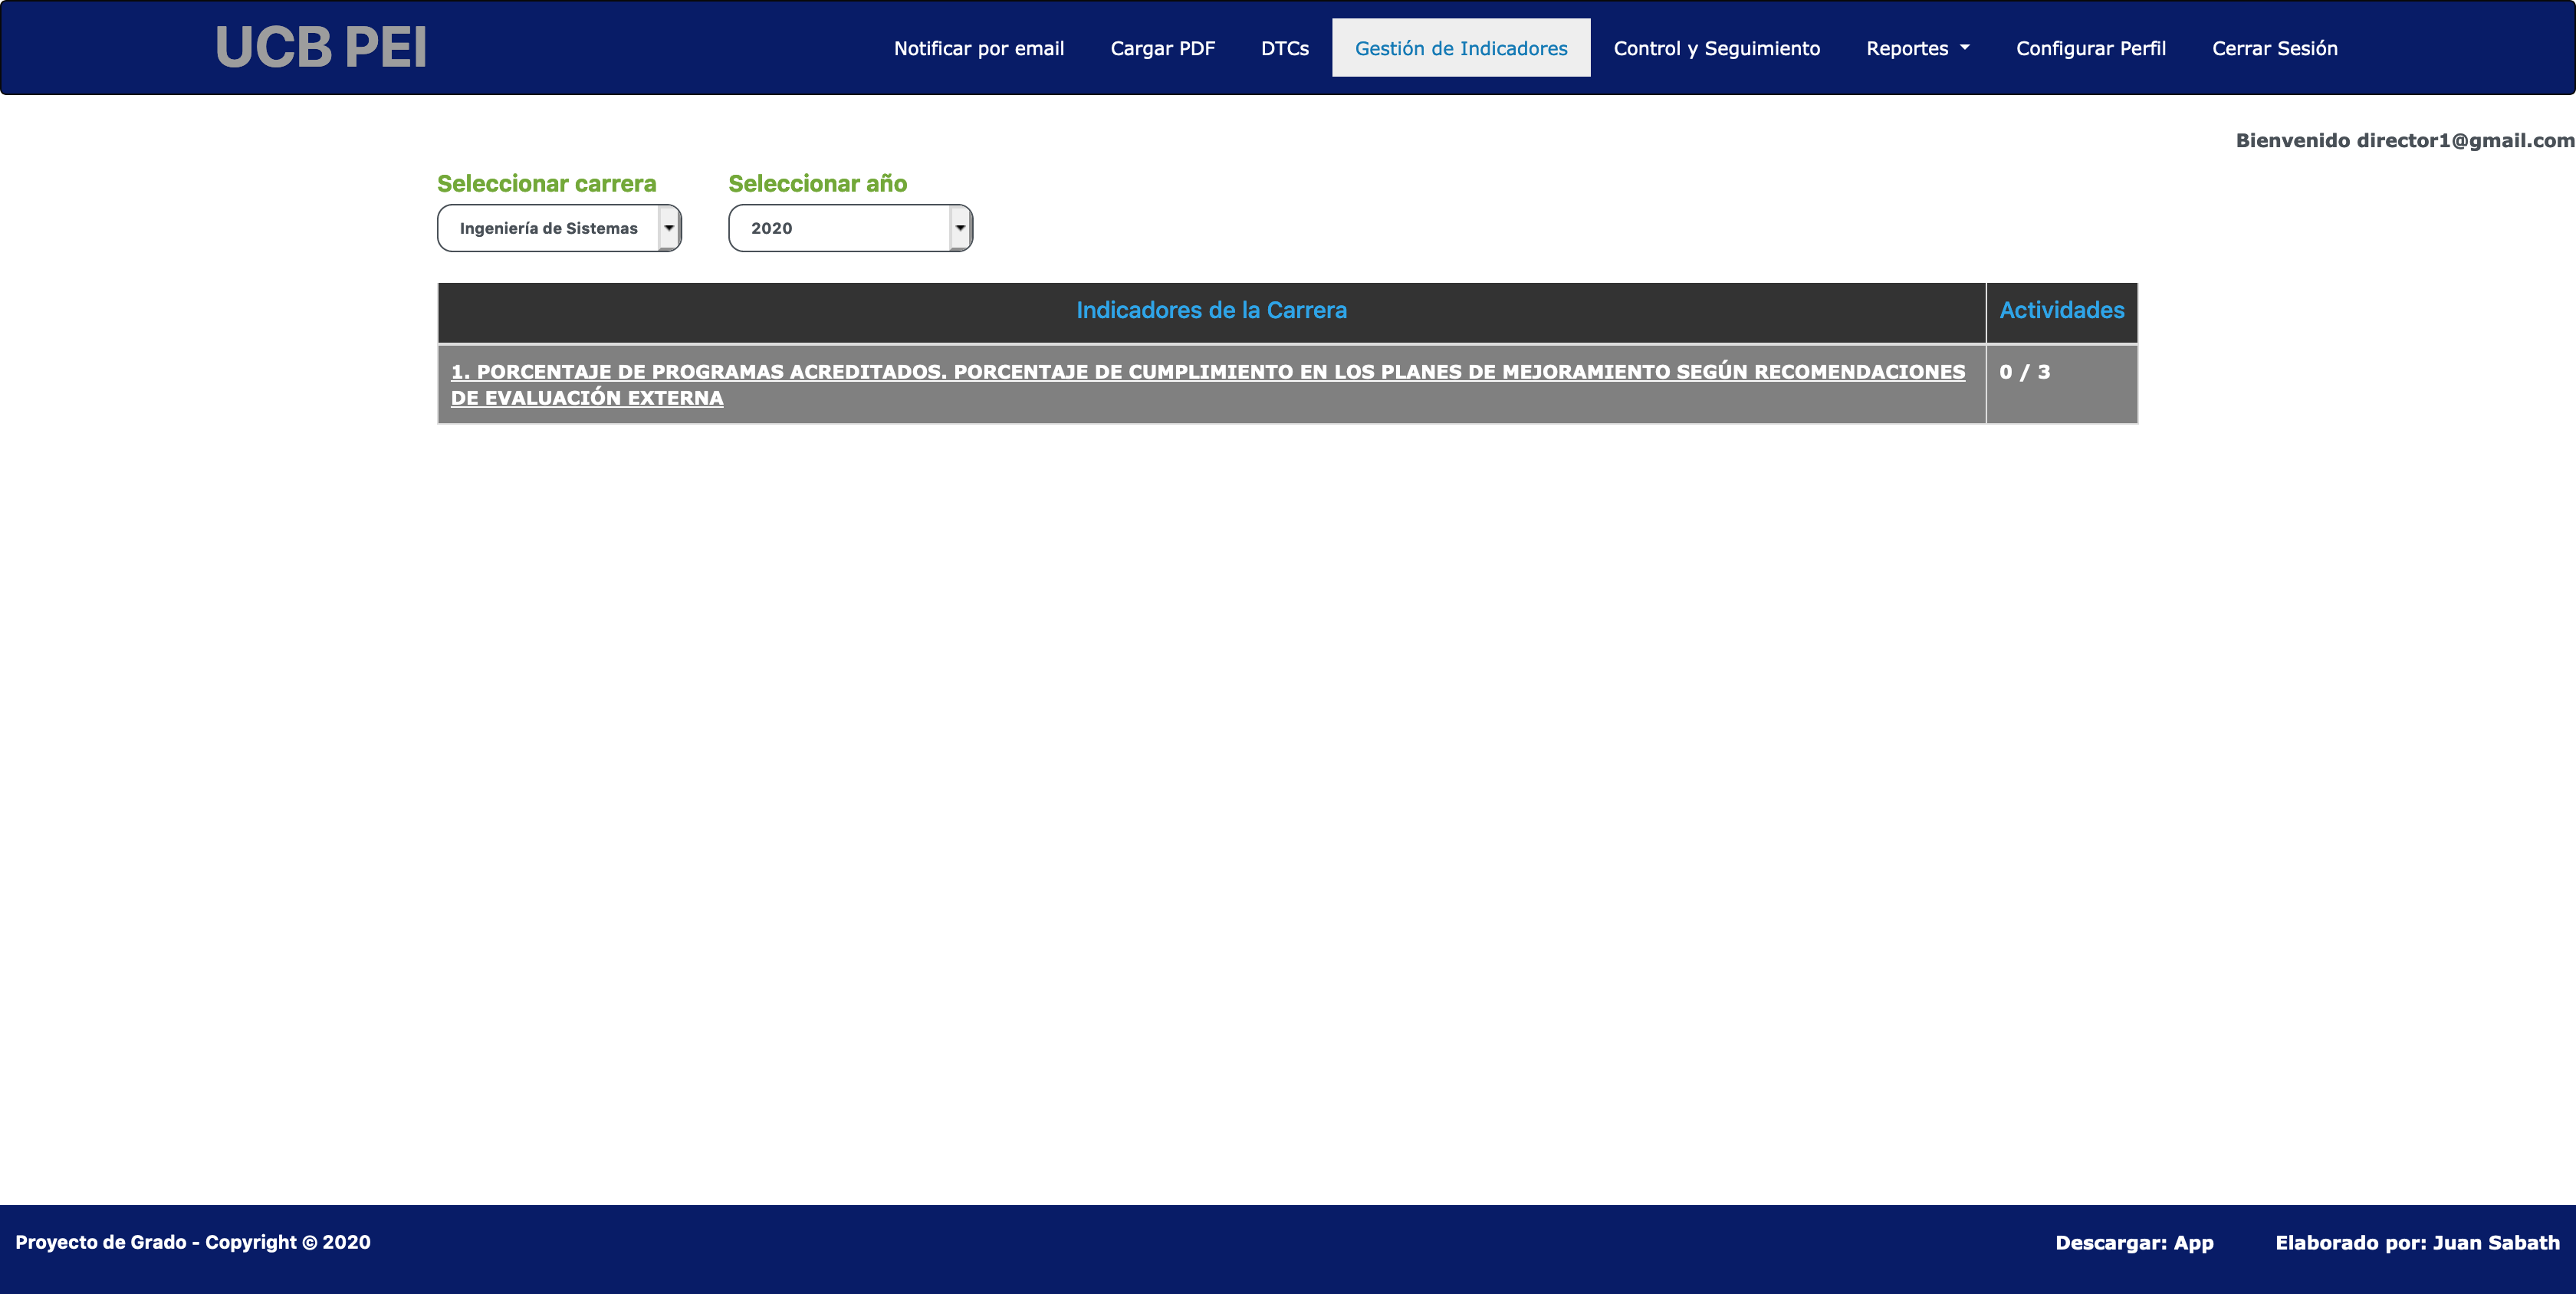 UCB PEI
Notificar por email
Cargar PDF
DTCs
Gestión de Indicadores
Control y Seguimiento
Reportes
Configurar Perfil
Cerrar Sesión
Bienvenido director1@gmail.com
Seleccionar carrera
Seleccionar año
Ingeniería de Sistemas
2020
Indicadores de la Carrera
Actividades
1. PORCENTAJE DE PROGRAMAS ACREDITADOS. PORCENTAJE DE CUMPLIMIENTO EN LOS PLANES DE MEJORAMIENTO SEGÚN RECOMENDACIONES
DE EVALUACIÓN EXTERNA
0 / 3
Proyecto de Grado - Copyright © 2020
Descargar: App
Elaborado por: Juan Sabath